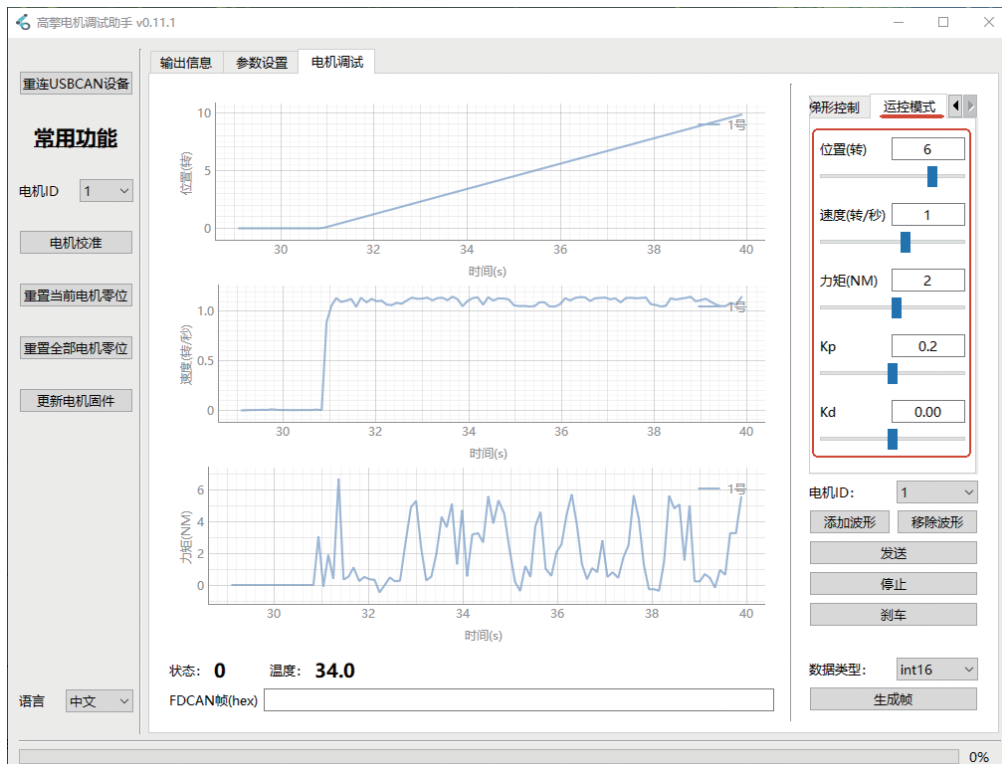 高擎电机调试助手 v0.11.1
重连USBCAN设备
常用功能
电机ID 1
电机校准
重置当前电机零位
重置全部电机零位
更新电机固件
语言 中文
输出信息 参数设置 电机调试
10
5
0
位置(转)
1号
30 32 34 36 38 40
时间(s)
1.0
0.5
0
速度(转/秒)
1号
30 32 34 36 38 40
时间(s)
6
4
2
0
力矩(NM)
1号
30 32 34 36 38 40
时间(s)
状态: 0 温度: 34.0
FDCAN帧(hex)
梯形控制 运控模式
位置(转) 6
速度(转/秒) 1
力矩(NM) 2
Kp 0.2
Kd 0.00
电机ID: 1
添加波形 移除波形
发送
停止
刹车
数据类型: int16
生成帧
0%